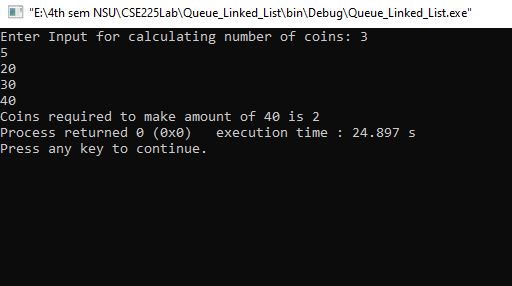 "E:\4th sem NSU\CSE225Lab\Queue_Linked_List\bin\Debug\Queue_Linked_List.exe"
Enter Input for calculating number of coins: 3
5
20
30
40
Coins required to make amount of 40 is 2
Process returned 0 (0x0)   execution time : 24.897 s
Press any key to continue.